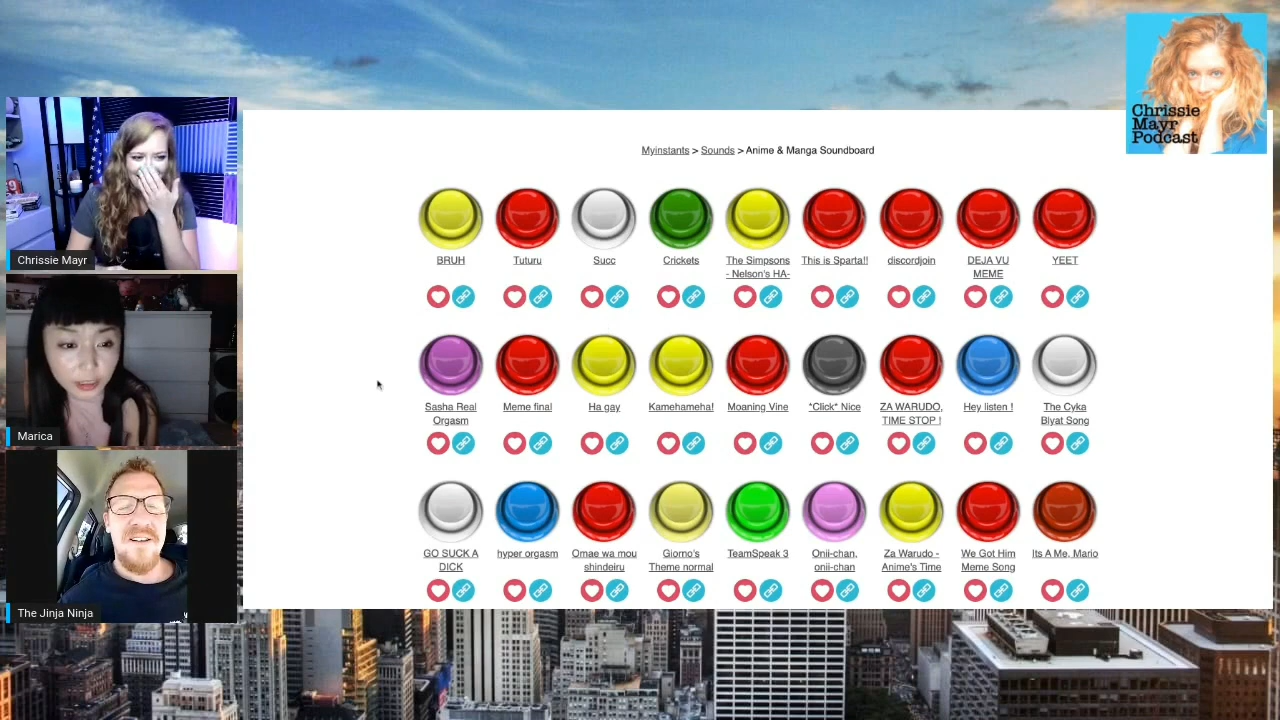 Chrissie
Mayr
Podcast
Myinstants > Sounds > Anime & Manga Soundboard
BRUH
Tuturu
Succ
Crickets
The Simpsons
- Nelson's HA-
This is Sparta!!
discordjoin
DEJA VU
MEME
YEET
Chrissie Mayr
Sasha Real
Orgasm
Meme final
Ha gay
Kamehameha!
Moaning Vine
*Click* Nice
ZA WARUDO,
TIME STOP !
Hey listen !
The Cyka
Blyat Song
Marica
GO SUCK A
DICK
hyper orgasm
Omae wa mou
shindeiru
Giorno's
Theme normal
TeamSpeak 3
Onii-chan,
onii-chan
Za Warudo -
Anime's Time
We Got Him
Meme Song
Its A Me, Mario
The Jinja Ninja